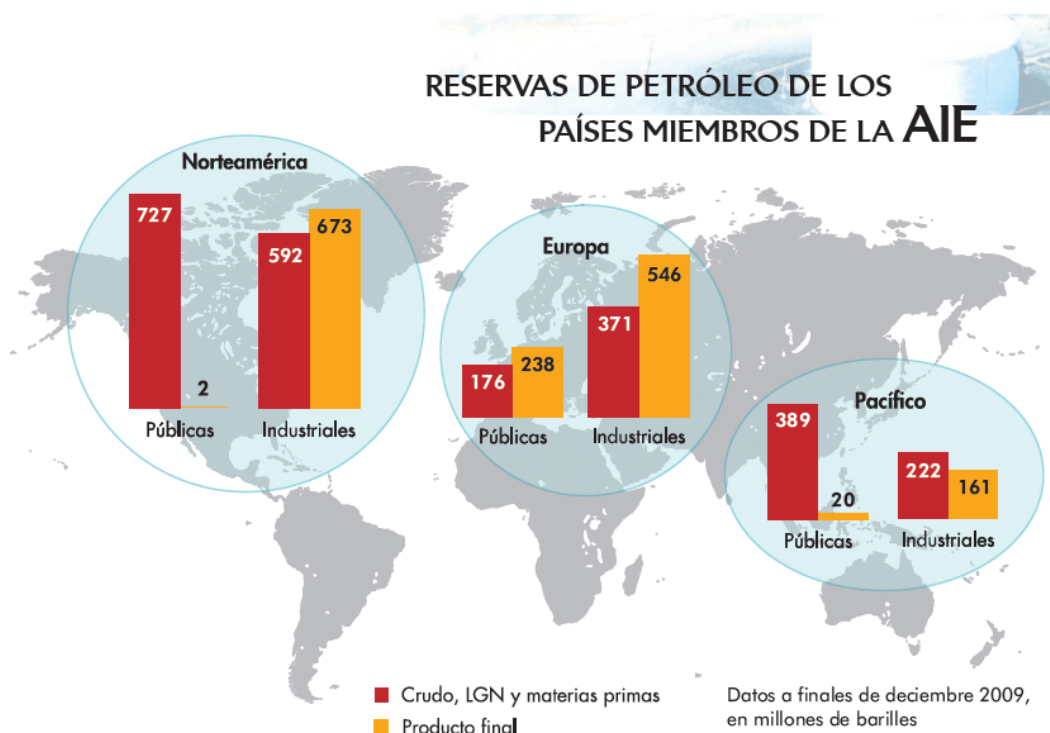 RESERVAS DE PETRÓLEO DE LOS
PAÍSES MIEMBROS DE LA AIE
Norteamérica
727
2
592
673
Públicas
Industriales
Europa
176
238
371
546
Públicas
Industriales
Pacífico
389
20
222
161
Públicas
Industriales
Crudo, LGN y materias primas
Producto final
Datos a finales de deciembre 2009,
en millones de barilles